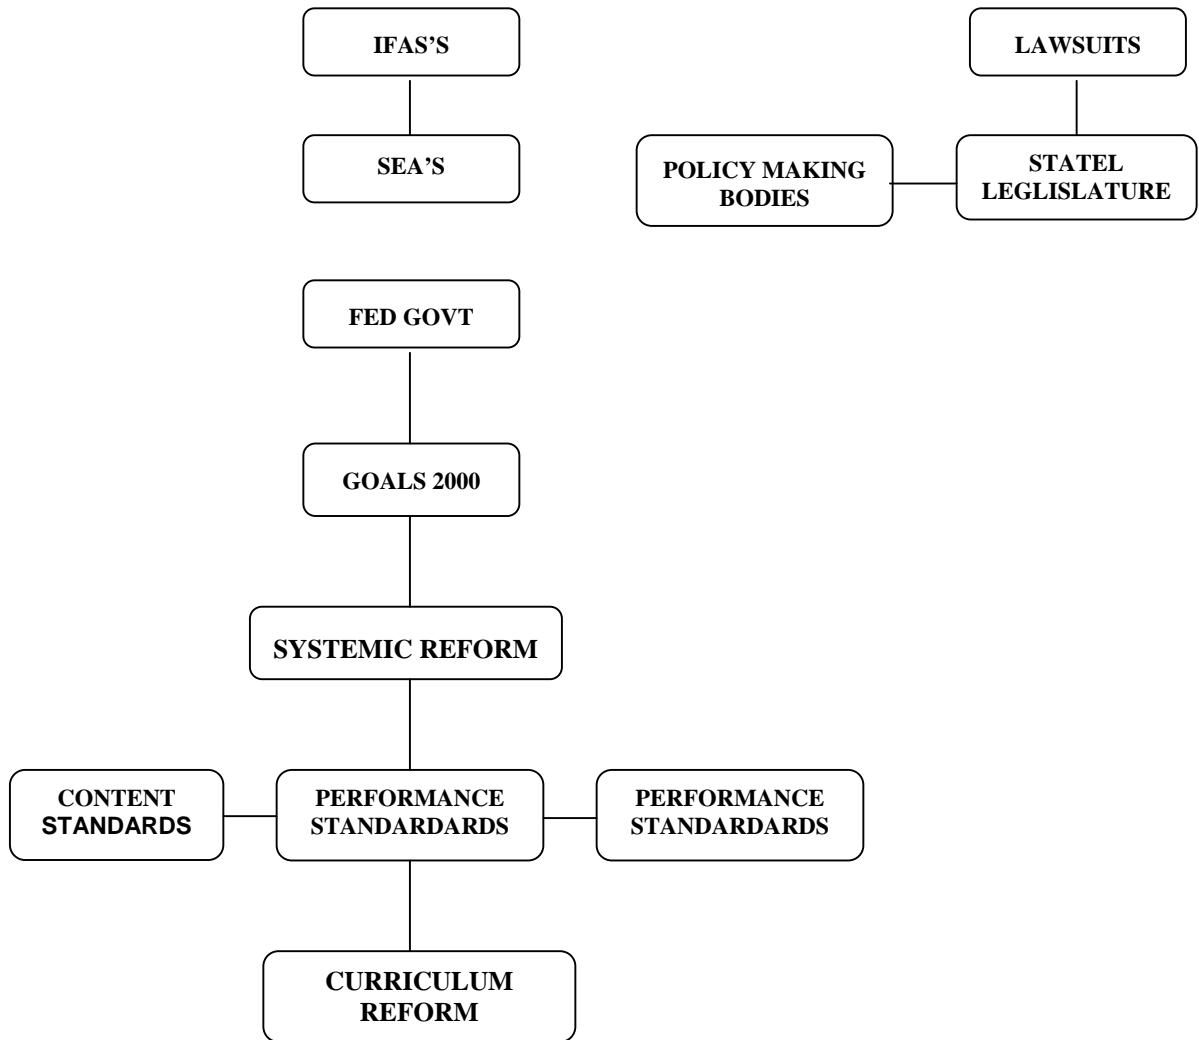 IFAS'S
LAWSUITS
SEA'S
POLICY MAKING
BODIES
STATEL
LEGLISLATURE
FED GOVT
GOALS 2000
SYSTEMIC REFORM
CONTENT
STANDARDS
PERFORMANCE
STANDARDARDS
PERFORMANCE
STANDARDARDS
CURRICULUM
REFORM